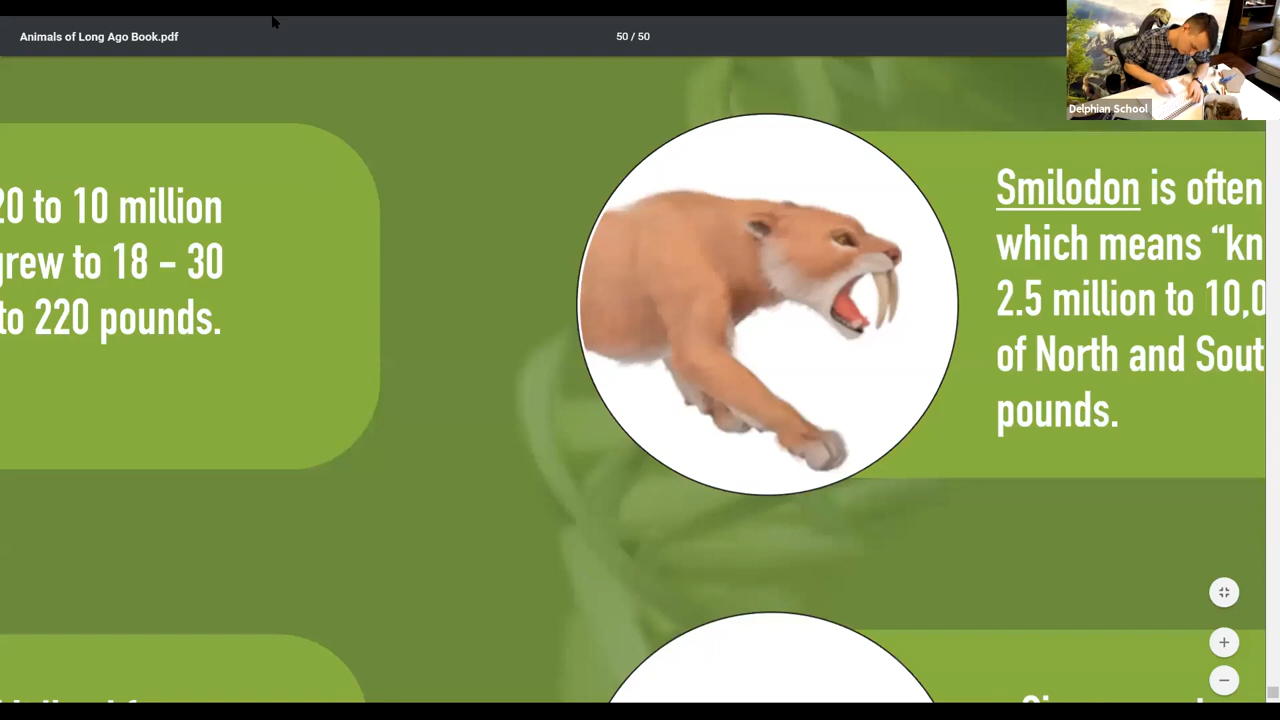 Animals of Long Ago Book.pdf
50 / 50
Delphian School
20 to 10 million
grew to 18 - 30
to 220 pounds.
Smilodon is often
which means “kn
2.5 million to 10,0
of North and Sout
pounds.